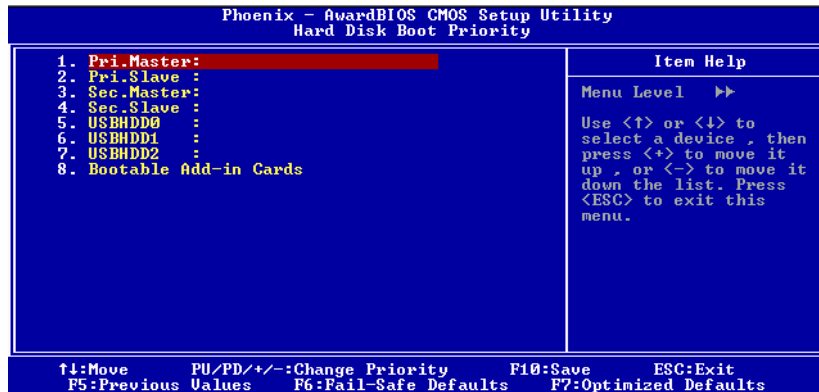 Phoenix - AwardBIOS CMOS Setup Utility
Hard Disk Boot Priority
1. Pri.Master:
2. Pri.Slave :
3. Sec.Master:
4. Sec.Slave :
5. USBHDD0 :
6. USBHDD1 :
7. USBHDD2 :
8. Bootable Add-in Cards
Item Help
Menu Level ▸▸
Use <↑> or <↓> to
select a device , then
press <+> to move it
up , or <-> to move it
down the list. Press
<ESC> to exit this
menu.
↑↓:Move PU/PD/+/-:Change Priority F10:Save ESC:Exit
F5:Previous Values F6:Fail-Safe Defaults F7:Optimized Defaults